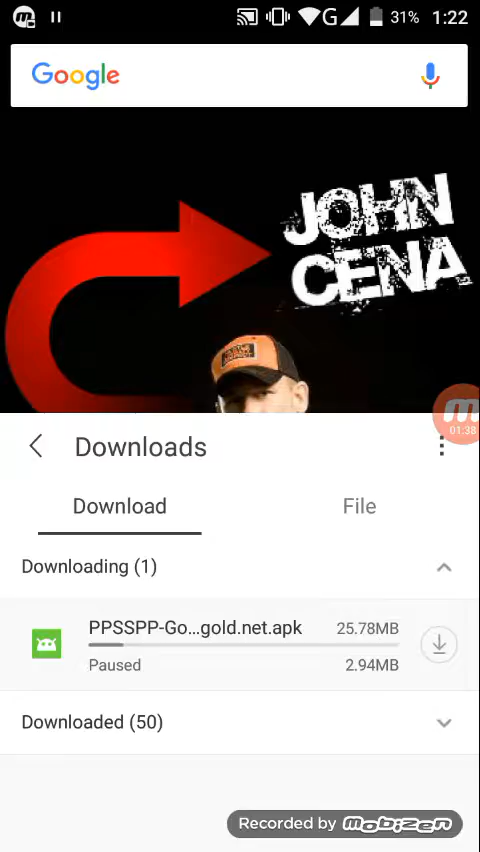 31% 1:22
Google
JOHN
CENA
01:38
Downloads
Download File
Downloading (1)
PPSSPP-Go...gold.net.apk 25.78MB
Paused 2.94MB
Downloaded (50)
Recorded by mobizen